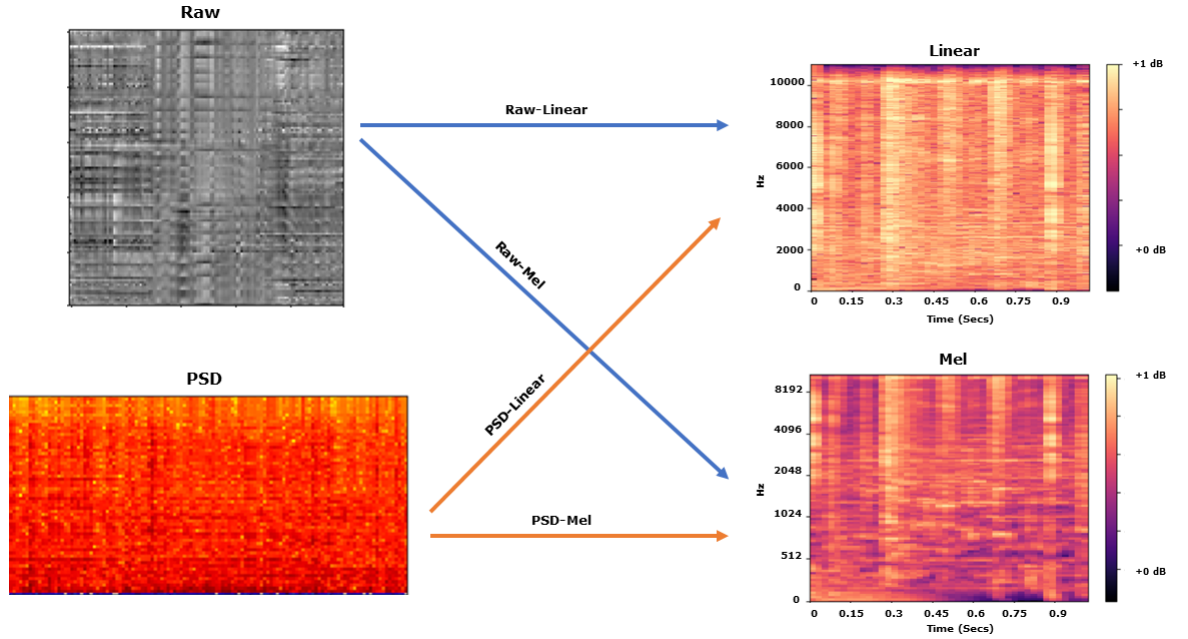 Raw
Linear
+1 dB
10000
8000
6000
4000
2000
0
Hz
+0 dB
0 0.15 0.3 0.45 0.6 0.75 0.9
Time (Secs)
Raw-Linear
Raw-Mel
PSD-Linear
PSD-Mel
PSD
Mel
+1 dB
8192
4096
2048
1024
512
0
Hz
+0 dB
0 0.15 0.3 0.45 0.6 0.75 0.9
Time (Secs)